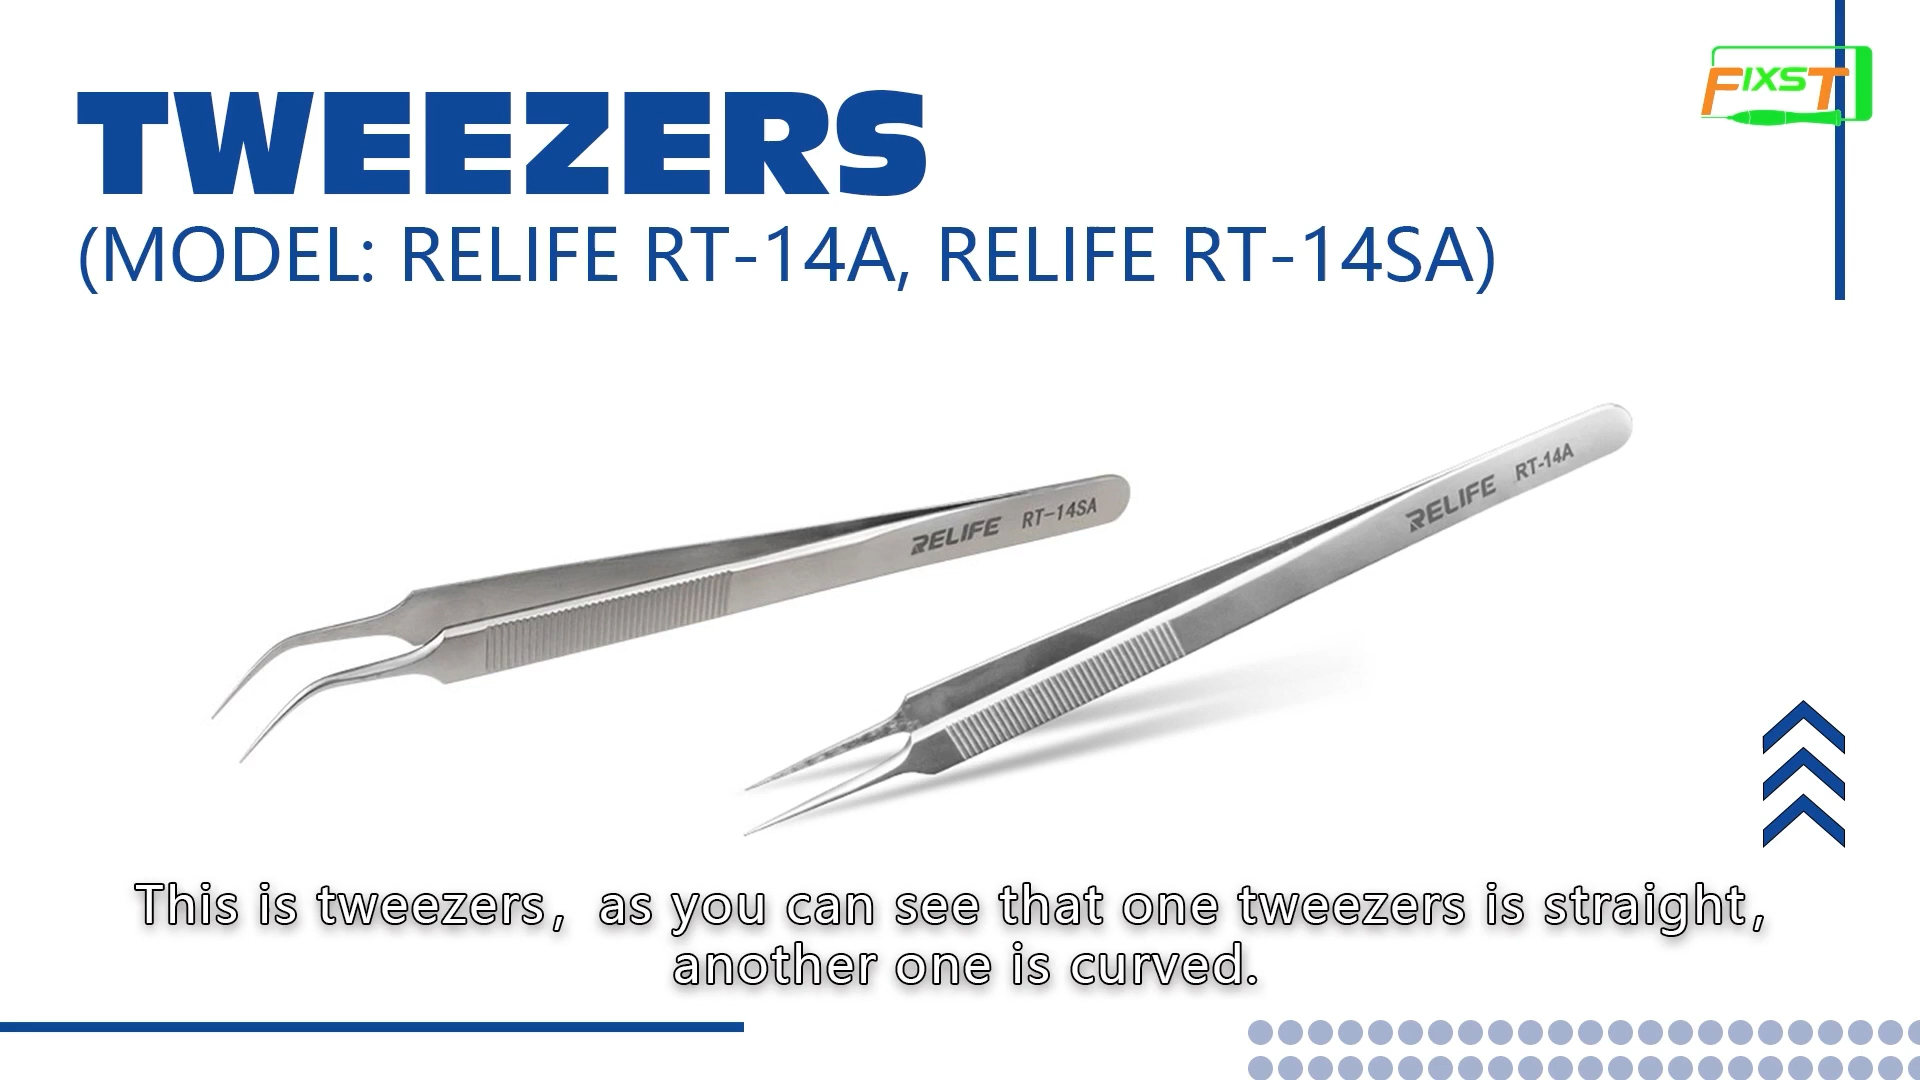 FIXST
TWEEZERS
(MODEL: RELIFE RT-14A, RELIFE RT-14SA)
RELIFE RT-14SA
RELIFE RT-14A
This is tweezers, as you can see that one tweezers is straight,
another one is curved.